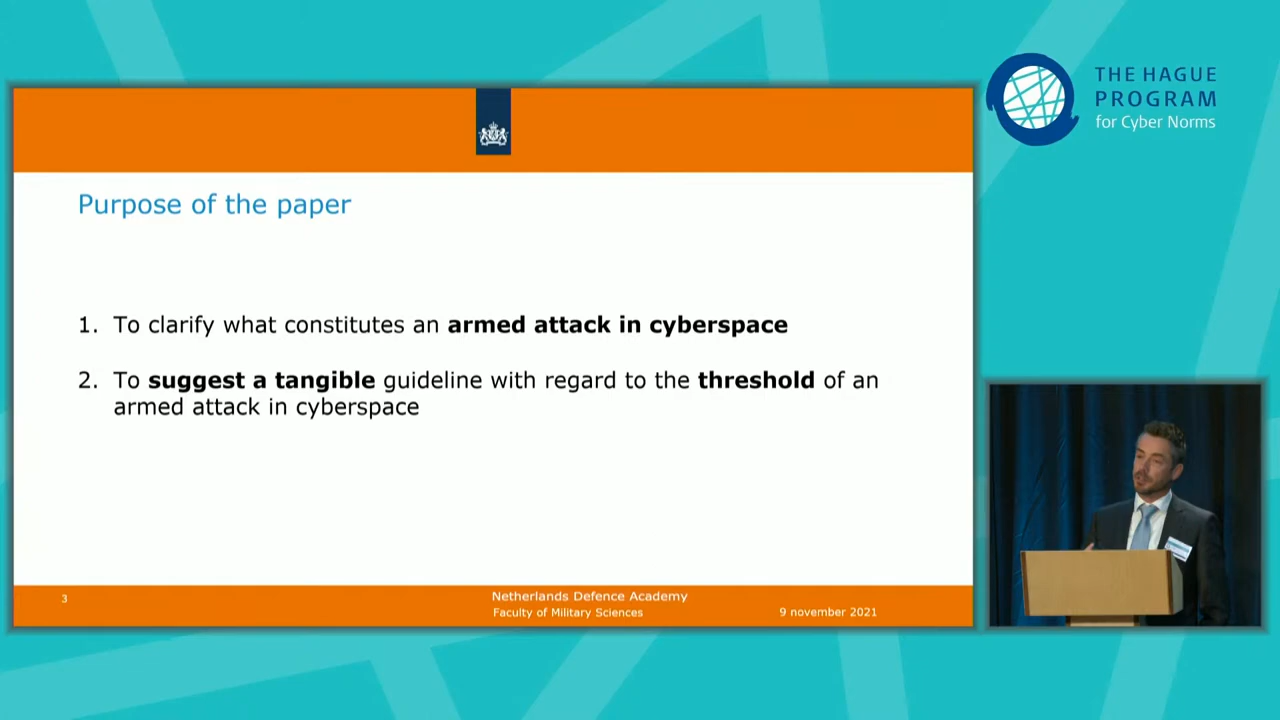 THE HAGUE
PROGRAM
for Cyber Norms
Purpose of the paper
1. To clarify what constitutes an armed attack in cyberspace
2. To suggest a tangible guideline with regard to the threshold of an
armed attack in cyberspace
3
Netherlands Defence Academy
Faculty of Military Sciences
9 november 2021